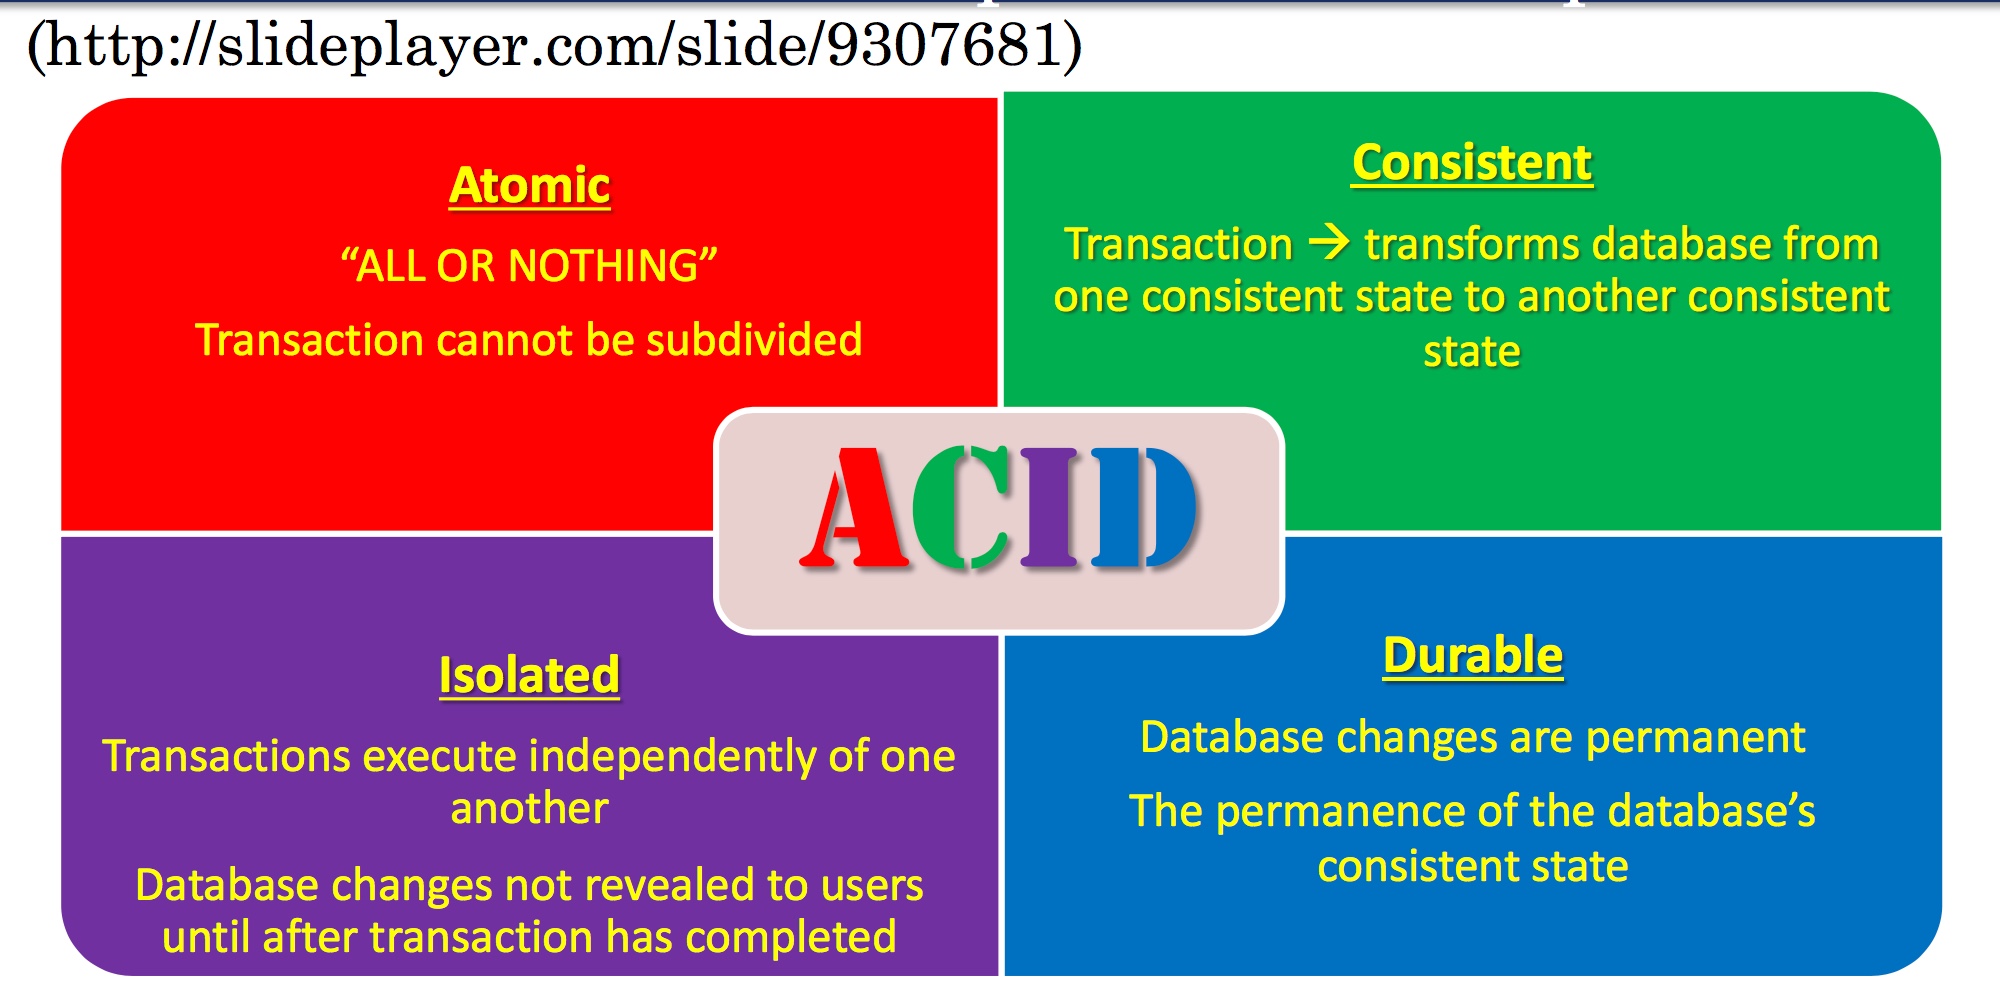 (http://slideplayer.com/slide/9307681)
Atomic
“ALL OR NOTHING”
Transaction cannot be subdivided
Consistent
Transaction → transforms database from
one consistent state to another consistent
state
ACID
Isolated
Transactions execute independently of one
another
Database changes not revealed to users
until after transaction has completed
Durable
Database changes are permanent
The permanence of the database’s
consistent state